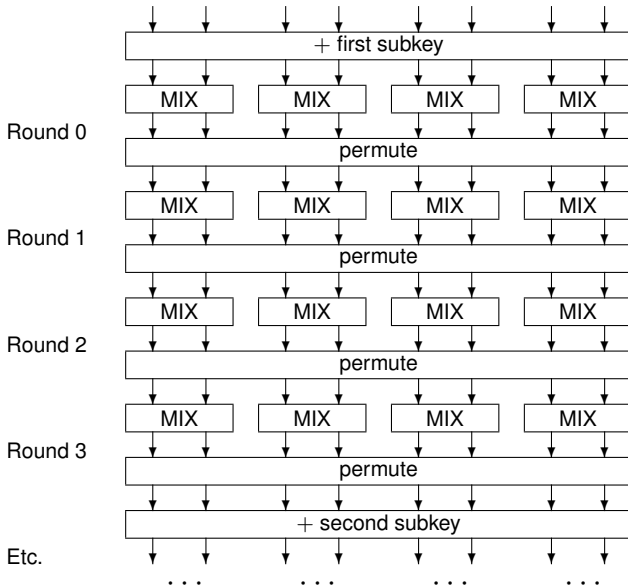 + first subkey
MIX MIX MIX MIX
Round 0
permute
MIX MIX MIX MIX
Round 1
permute
MIX MIX MIX MIX
Round 2
permute
MIX MIX MIX MIX
Round 3
permute
+ second subkey
Etc.
... ... ... ...